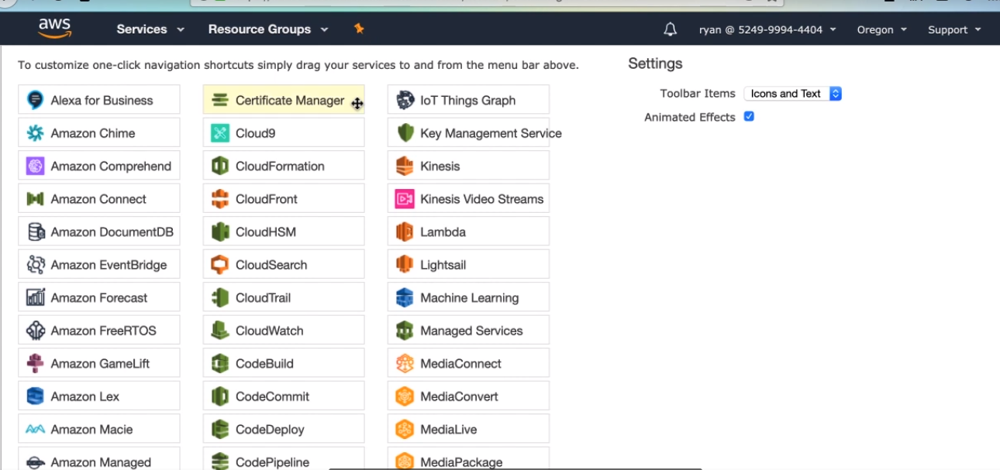 aws Services Resource Groups ryan @ 5249-9994-4404 Oregon Support
To customize one-click navigation shortcuts simply drag your services to and from the menu bar above.
Settings
Toolbar Items Icons and Text
Animated Effects
Alexa for Business
Amazon Chime
Amazon Comprehend
Amazon Connect
Amazon DocumentDB
Amazon EventBridge
Amazon Forecast
Amazon FreeRTOS
Amazon GameLift
Amazon Lex
Amazon Macie
Amazon Managed
Certificate Manager
Cloud9
CloudFormation
CloudFront
CloudHSM
CloudSearch
CloudTrail
CloudWatch
CodeBuild
CodeCommit
CodeDeploy
CodePipeline
IoT Things Graph
Key Management Service
Kinesis
Kinesis Video Streams
Lambda
Lightsail
Machine Learning
Managed Services
MediaConnect
MediaConvert
MediaLive
MediaPackage